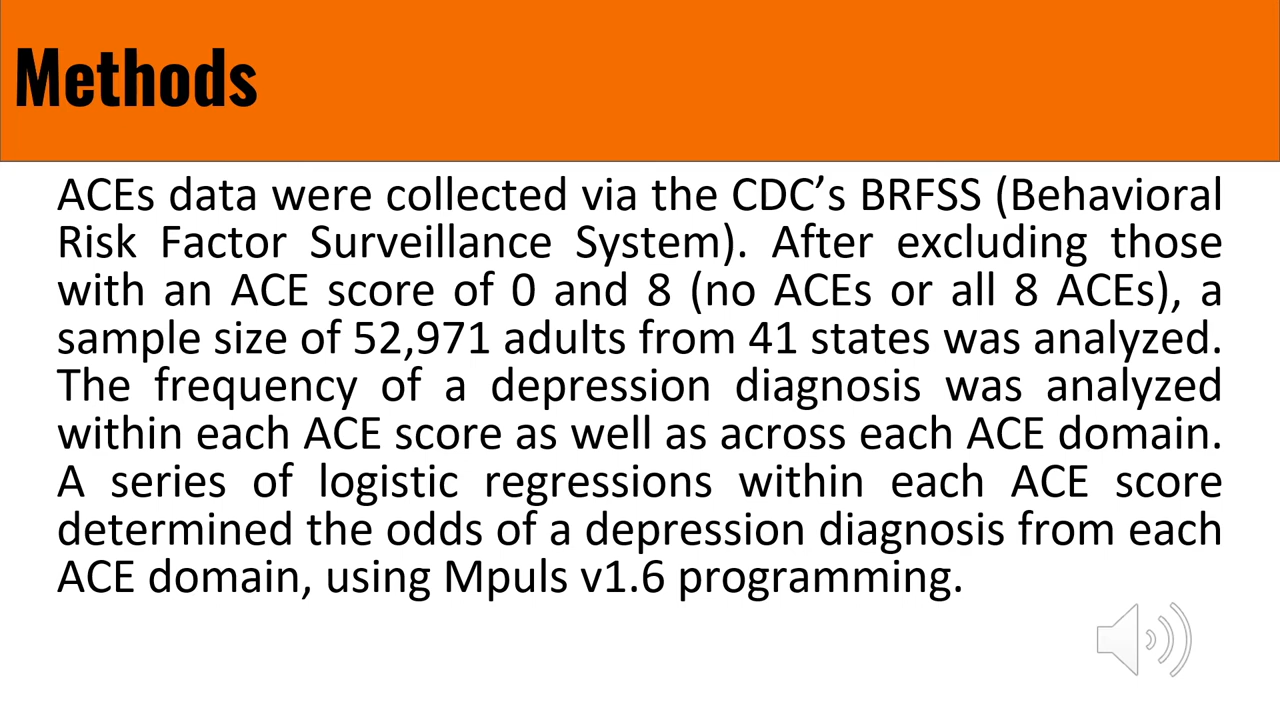 Methods
ACEs data were collected via the CDC’s BRFSS (Behavioral
Risk Factor Surveillance System). After excluding those
with an ACE score of 0 and 8 (no ACEs or all 8 ACEs), a
sample size of 52,971 adults from 41 states was analyzed.
The frequency of a depression diagnosis was analyzed
within each ACE score as well as across each ACE domain.
A series of logistic regressions within each ACE score
determined the odds of a depression diagnosis from each
ACE domain, using Mpuls v1.6 programming.